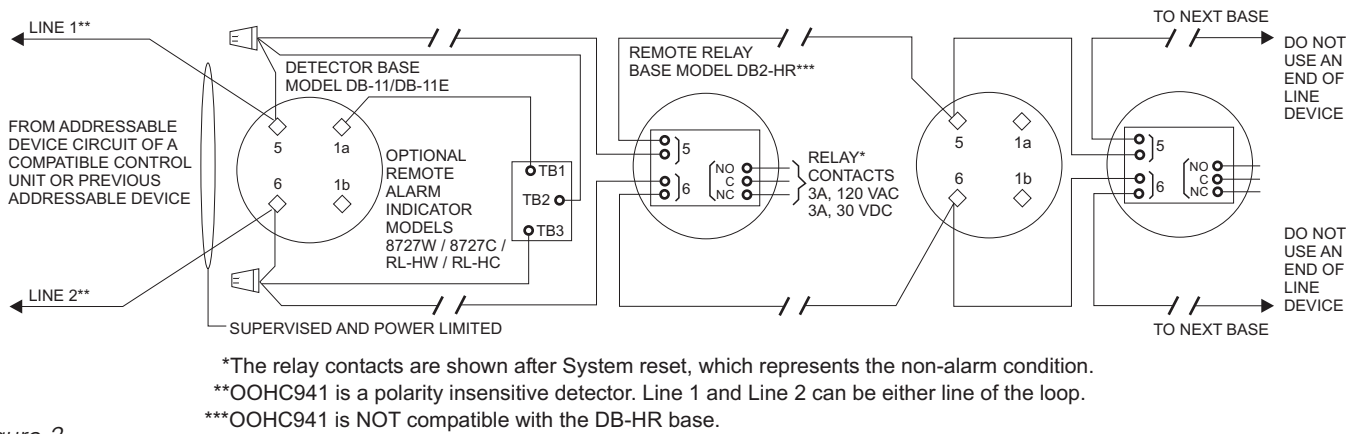 LINE 1**
TO NEXT BASE
DO NOT
USE AN
END OF
LINE
DEVICE
DETECTOR BASE
MODEL DB-11/DB-11E
REMOTE RELAY
BASE MODEL DB2-HR***
FROM ADDRESSABLE
DEVICE CIRCUIT OF A
COMPATIBLE CONTROL
UNIT OR PREVIOUS
ADDRESSABLE DEVICE
5
1a
6
1b
OPTIONAL
REMOTE
ALARM
INDICATOR
MODELS
8727W / 8727C /
RL-HW / RL-HC
TB1
TB2
TB3
5
6
NO
C
NC
RELAY*
CONTACTS
3A, 120 VAC
3A, 30 VDC
5
1a
6
1b
5
6
NO
C
NC
DO NOT
USE AN
END OF
LINE
DEVICE
LINE 2**
SUPERVISED AND POWER LIMITED
TO NEXT BASE
*The relay contacts are shown after System reset, which represents the non-alarm condition.
**OOHC941 is a polarity insensitive detector. Line 1 and Line 2 can be either line of the loop.
***OOHC941 is NOT compatible with the DB-HR base.